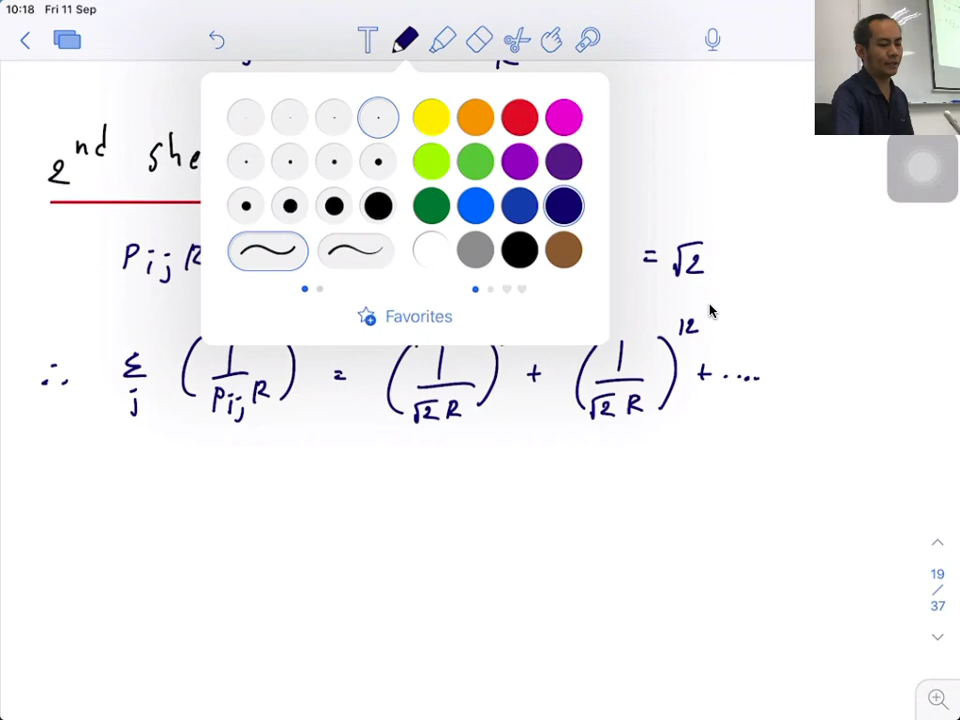 10:18 Fri 11 Sep
T
R
2nd she
Pij R = √2
∴ Σj (1/Pij R) = (1/√2 R) + (1/√2 R)^12 + ....
Favorites
19
/
37